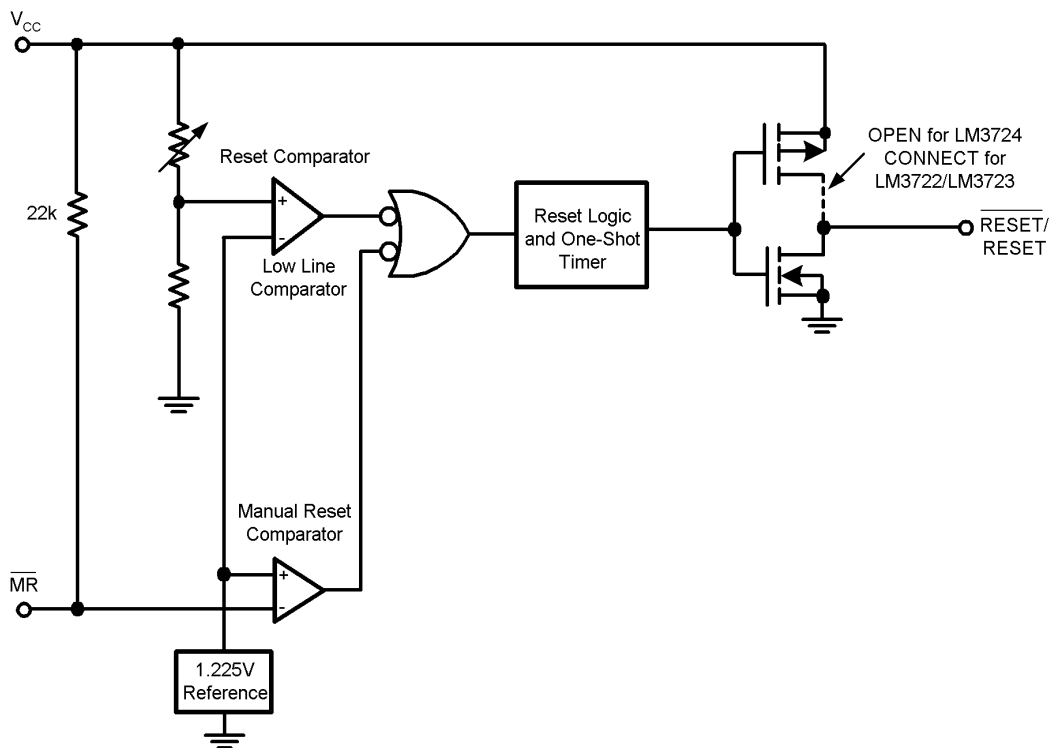 VCC
OPEN for LM3724
CONNECT for
LM3722/LM3723
Reset Comparator
+
-
22k
Low Line
Comparator
Reset Logic
and One-Shot
Timer
RESET/
RESET
Manual Reset
Comparator
MR
+
-
1.225V
Reference